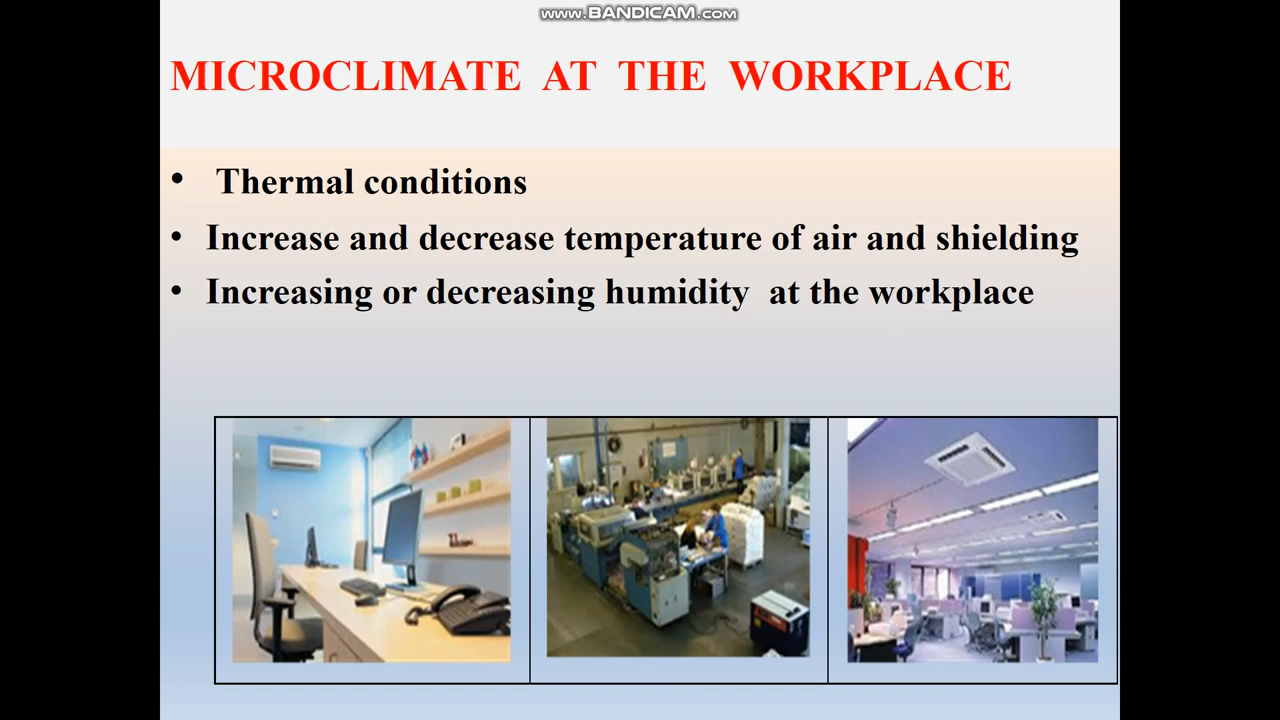 www.BANDICAM.com
MICROCLIMATE AT THE WORKPLACE
• Thermal conditions
• Increase and decrease temperature of air and shielding
• Increasing or decreasing humidity at the workplace